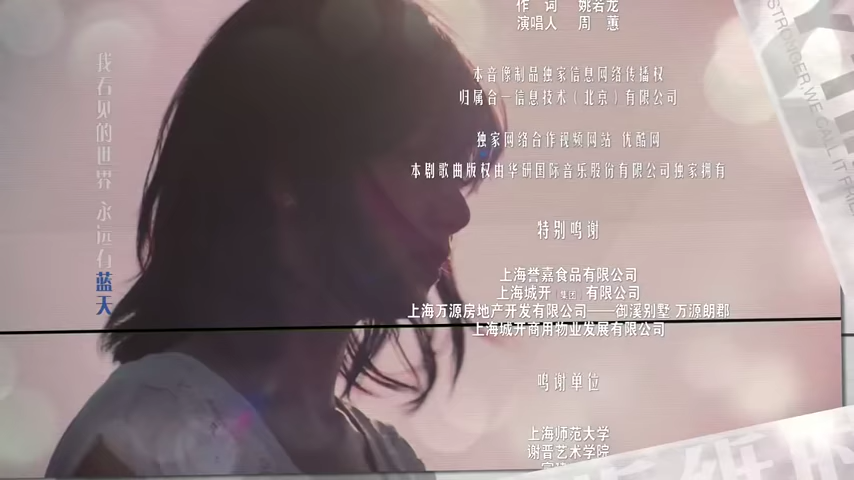 作 词 姚若龙
演唱人 周 蕙
本音像制品独家信息网络传播权
归属合一信息技术（北京）有限公司
独家网络合作视频网站 优酷网
本剧歌曲版权由华研国际音乐股份有限公司独家拥有
特别鸣谢
上海誉嘉食品有限公司
上海城开（集团）有限公司
上海万源房地产开发有限公司——御溪别墅 万源朗郡
上海城开商用物业发展有限公司
鸣谢单位
上海师范大学
谢晋艺术学院
我看见的世界 永远有蓝天
STRONGER.WE CALL IT